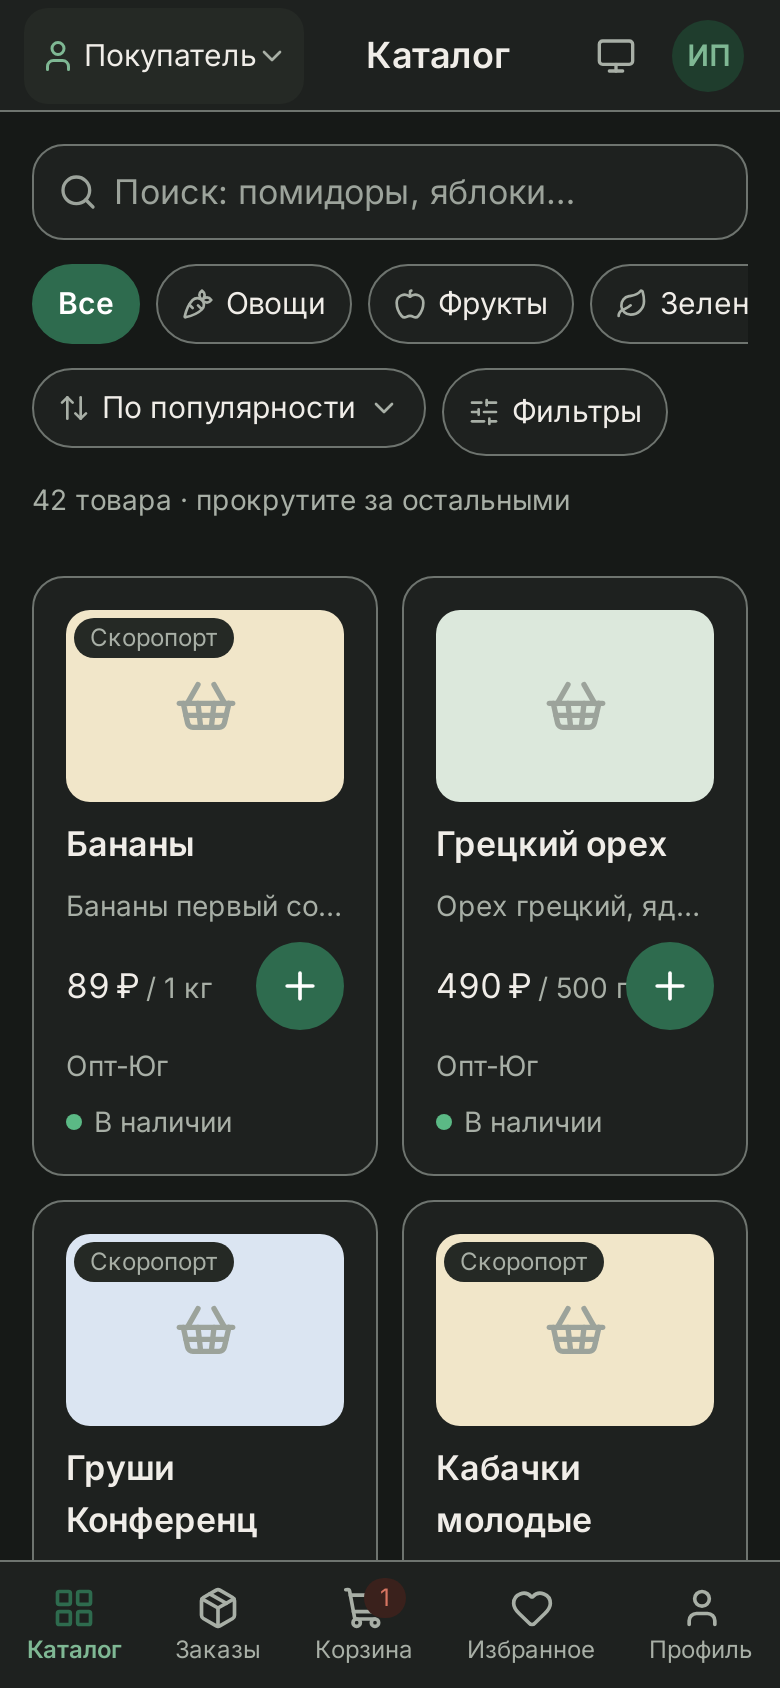 Покупатель
Каталог
ИП
Поиск: помидоры, яблоки...
Все
Овощи
Фрукты
Зелен
По популярности
Фильтры
42 товара · прокрутите за остальными
Скоропорт
Бананы
Бананы первый со...
89 ₽ / 1 кг
Опт-Юг
В наличии
Грецкий орех
Орех грецкий, яд...
490 ₽ / 500 г
Опт-Юг
В наличии
Скоропорт
Груши
Конференц
Скоропорт
Кабачки
молодые
Каталог
Заказы
1
Корзина
Избранное
Профиль